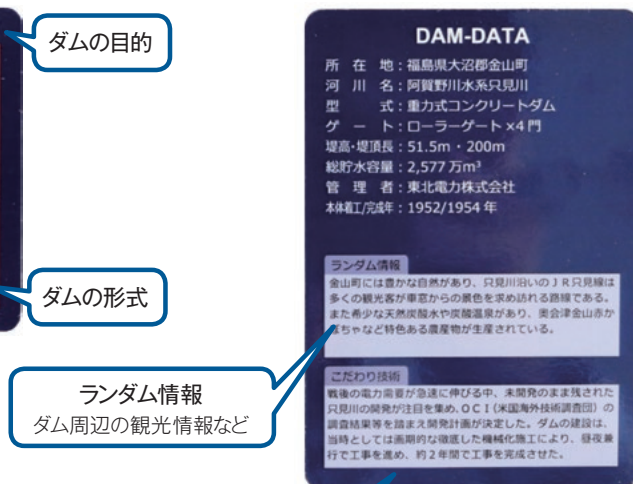 ダムの目的
ダムの形式
ランダム情報
ダム周辺の観光情報など
DAM-DATA
所在地：福島県大沼郡金山町
河川名：阿賀野川水系只見川
型式：重力式コンクリートダム
ゲート：ローラーゲート×4門
堤高・堤頂長：51.5m・200m
総貯水容量：2,577万m³
管理者：東北電力株式会社
本体着工/完成年：1952/1954年
ランダム情報
金山町には豊かな自然があり、只見川沿いのＪＲ只見線は
多くの観光客が車窓からの景色を求め訪れる路線である。
また希少な天然炭酸水や炭酸温泉があり、奥会津金山赤か
ぼちゃなど特色ある農産物が生産されている。
こだわり技術
戦後の電力需要が急速に伸びる中、未開発のまま残された
只見川の開発が注目を集め、ＯＣＩ（米国海外技術調査団）の
調査結果等を踏まえ開発計画が決定した。ダムの建設は、
当時としては画期的な徹底した機械化施工により、昼夜兼
行で工事を進め、約２年間で工事を完成させた。